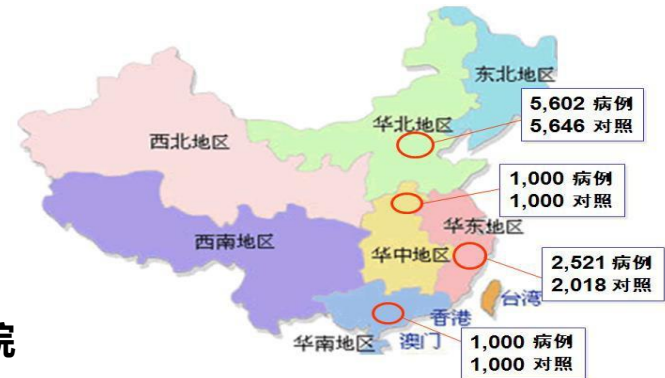 东北地区
5,602 病例
5,646 对照
华北地区
西北地区
1,000 病例
1,000 对照
华东地区
西南地区
华中地区
2,521 病例
2,018 对照
台湾
香港
院
华南地区
澳门
1,000 病例
1,000 对照